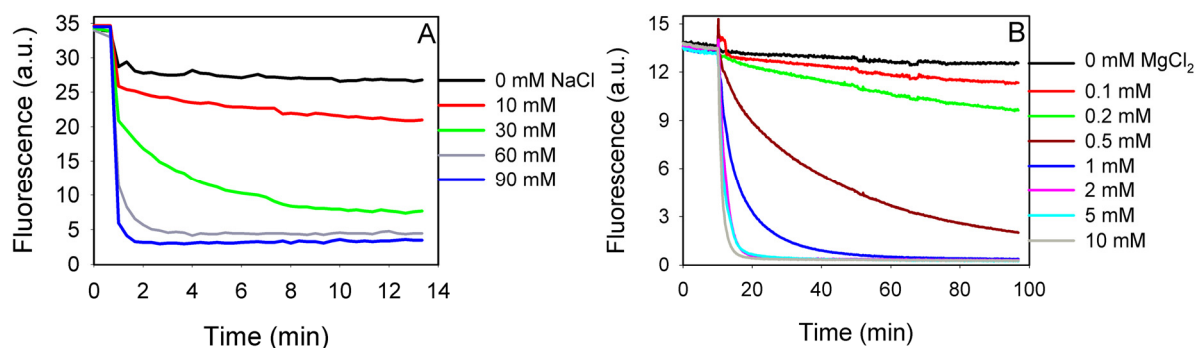 A
Fluorescence (a.u.)
35
30
25
20
15
10
5
0
0 2 4 6 8 10 12 14
Time (min)
0 mM NaCl
10 mM
30 mM
60 mM
90 mM
B
Fluorescence (a.u.)
15
12
9
6
3
0
0 20 40 60 80 100
Time (min)
0 mM MgCl₂
0.1 mM
0.2 mM
0.5 mM
1 mM
2 mM
5 mM
10 mM